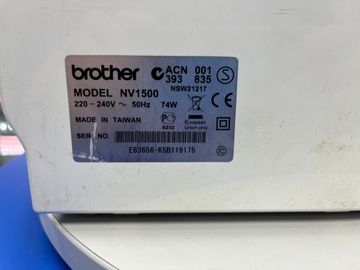 brother
ACN 001
393 835
S
NSW21217
MODEL NV1500
220-240V ~ 50Hz 74W
MADE IN TAIWAN
B252
European
Union only
SER. NO.
E63656-K5B119175